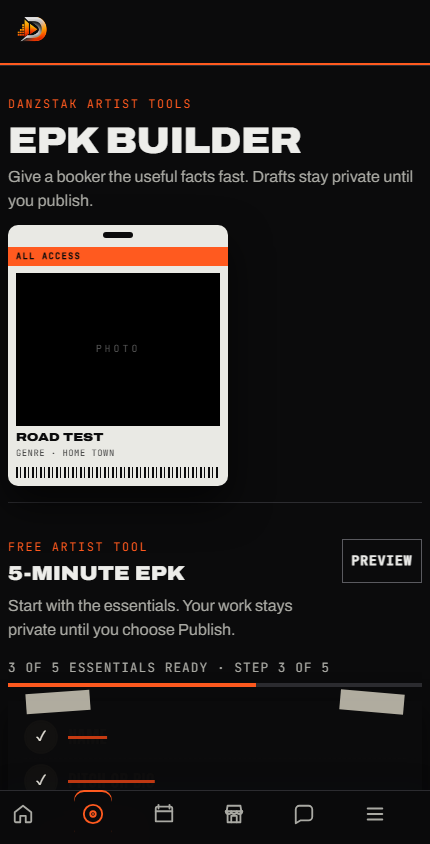 DANZSTAK ARTIST TOOLS
EPK BUILDER
Give a booker the useful facts fast. Drafts stay private until
you publish.
ALL ACCESS
PHOTO
ROAD TEST
GENRE · HOME TOWN
FREE ARTIST TOOL
5-MINUTE EPK
PREVIEW
Start with the essentials. Your work stays
private until you choose Publish.
3 OF 5 ESSENTIALS READY · STEP 3 OF 5